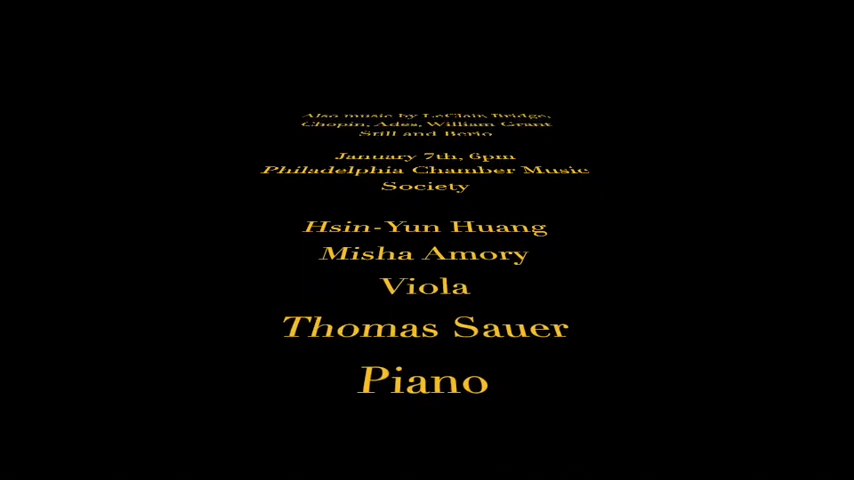 Also music by LeClair, Bridge,
Chopin, Ades, William Grant
Still and Berio
January 7th, 6pm
Philadelphia Chamber Music
Society
Hsin-Yun Huang
Misha Amory
Viola
Thomas Sauer
Piano